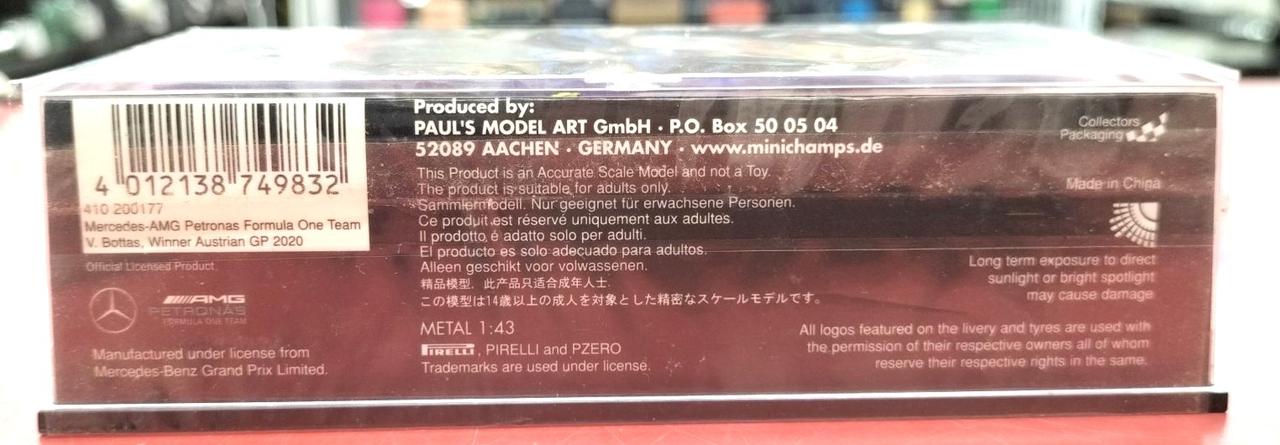 4 012138 749832
410 200177
Mercedes-AMG Petronas Formula One Team
V. Bottas, Winner Austrian GP 2020
Official Licensed Product
AMG
PETRONAS
FORMULA ONE TEAM
Manufactured under license from
Mercedes-Benz Grand Prix Limited.
Produced by:
PAUL'S MODEL ART GmbH · P.O. Box 50 05 04
52089 AACHEN · GERMANY · www.minichamps.de
This Product is an Accurate Scale Model and not a Toy.
The product is suitable for adults only.
Sammlermodell. Nur geeignet für erwachsene Personen.
Ce produit est réservé uniquement aux adultes.
Il prodotto é adatto solo per adulti.
El producto es solo adecuado para adultos.
Alleen geschikt voor volwassenen.
精品模型. 此产品只适合成年人士.
この模型は14歳以上の成人を対象とした精密なスケールモデルです。
METAL 1:43
PIRELLI, PIRELLI and PZERO
Trademarks are used under license.
Collectors
Packaging
Made in China
Long term exposure to direct
sunlight or bright spotlight
may cause damage
All logos featured on the livery and tyres are used with
the permission of their respective owners all of whom
reserve their respective rights in the same.